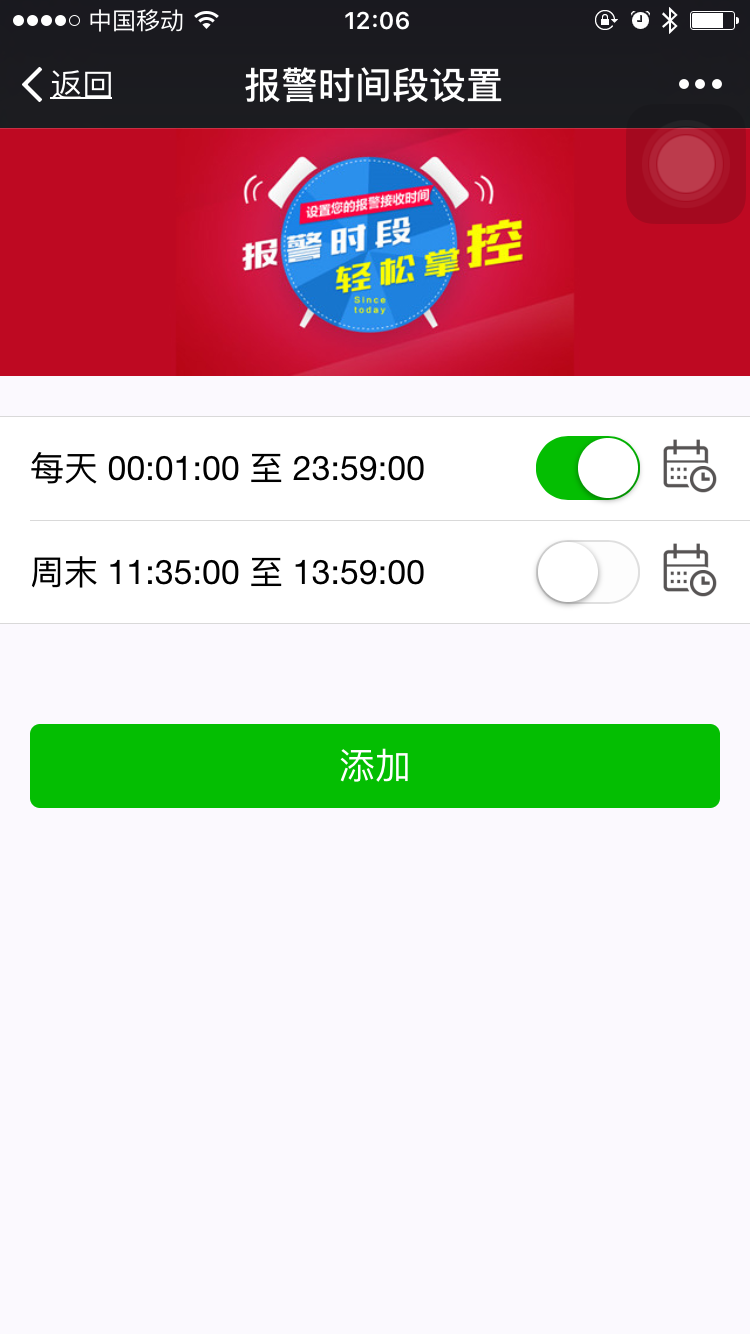 中国移动 12:06
返回 报警时间段设置
设置您的报警接收时间
报警时段
轻松掌控
Since
today
每天 00:01:00 至 23:59:00
周末 11:35:00 至 13:59:00
添加